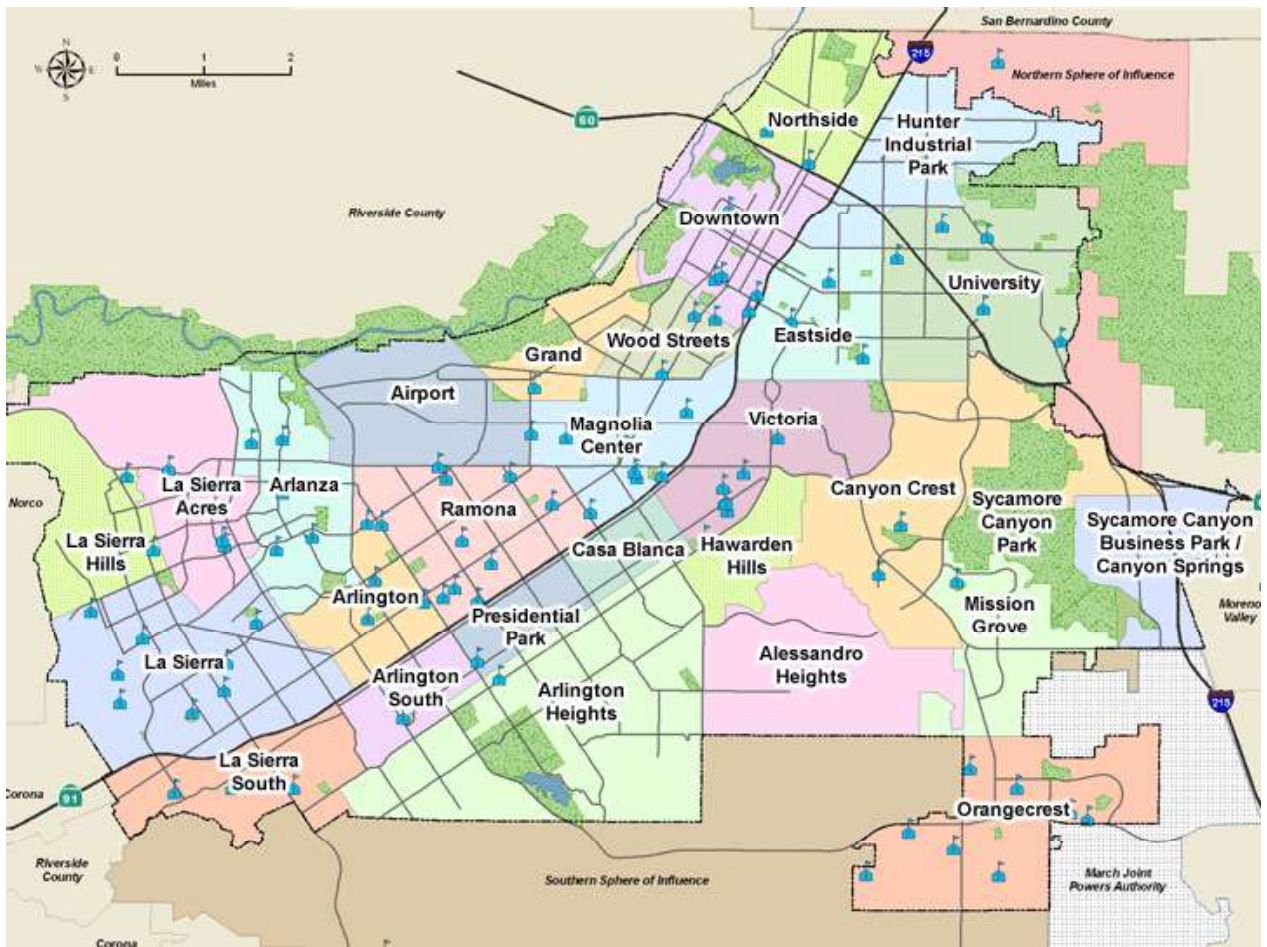 San Bernardino County
N
W
E
S
0
1
2
Miles
215
Northern Sphere of Influence
60
Northside
Hunter
Industrial
Park
Riverside County
Downtown
University
Wood Streets
Eastside
Grand
Airport
Magnolia
Center
Victoria
La Sierra
Acres
Arlanza
Ramona
Canyon Crest
Sycamore
Canyon
Park
Norco
La Sierra
Hills
Casa Blanca
Hawarden
Hills
Sycamore Canyon
Business Park /
Canyon Springs
Arlington
Presidential
Park
Mission
Grove
Moreno
Valley
La Sierra
Arlington
South
Arlington
Heights
Alessandro
Heights
215
La Sierra
South
Corona
91
Orangecrest
Riverside
County
Southern Sphere of Influence
March Joint
Powers Authority
Corona